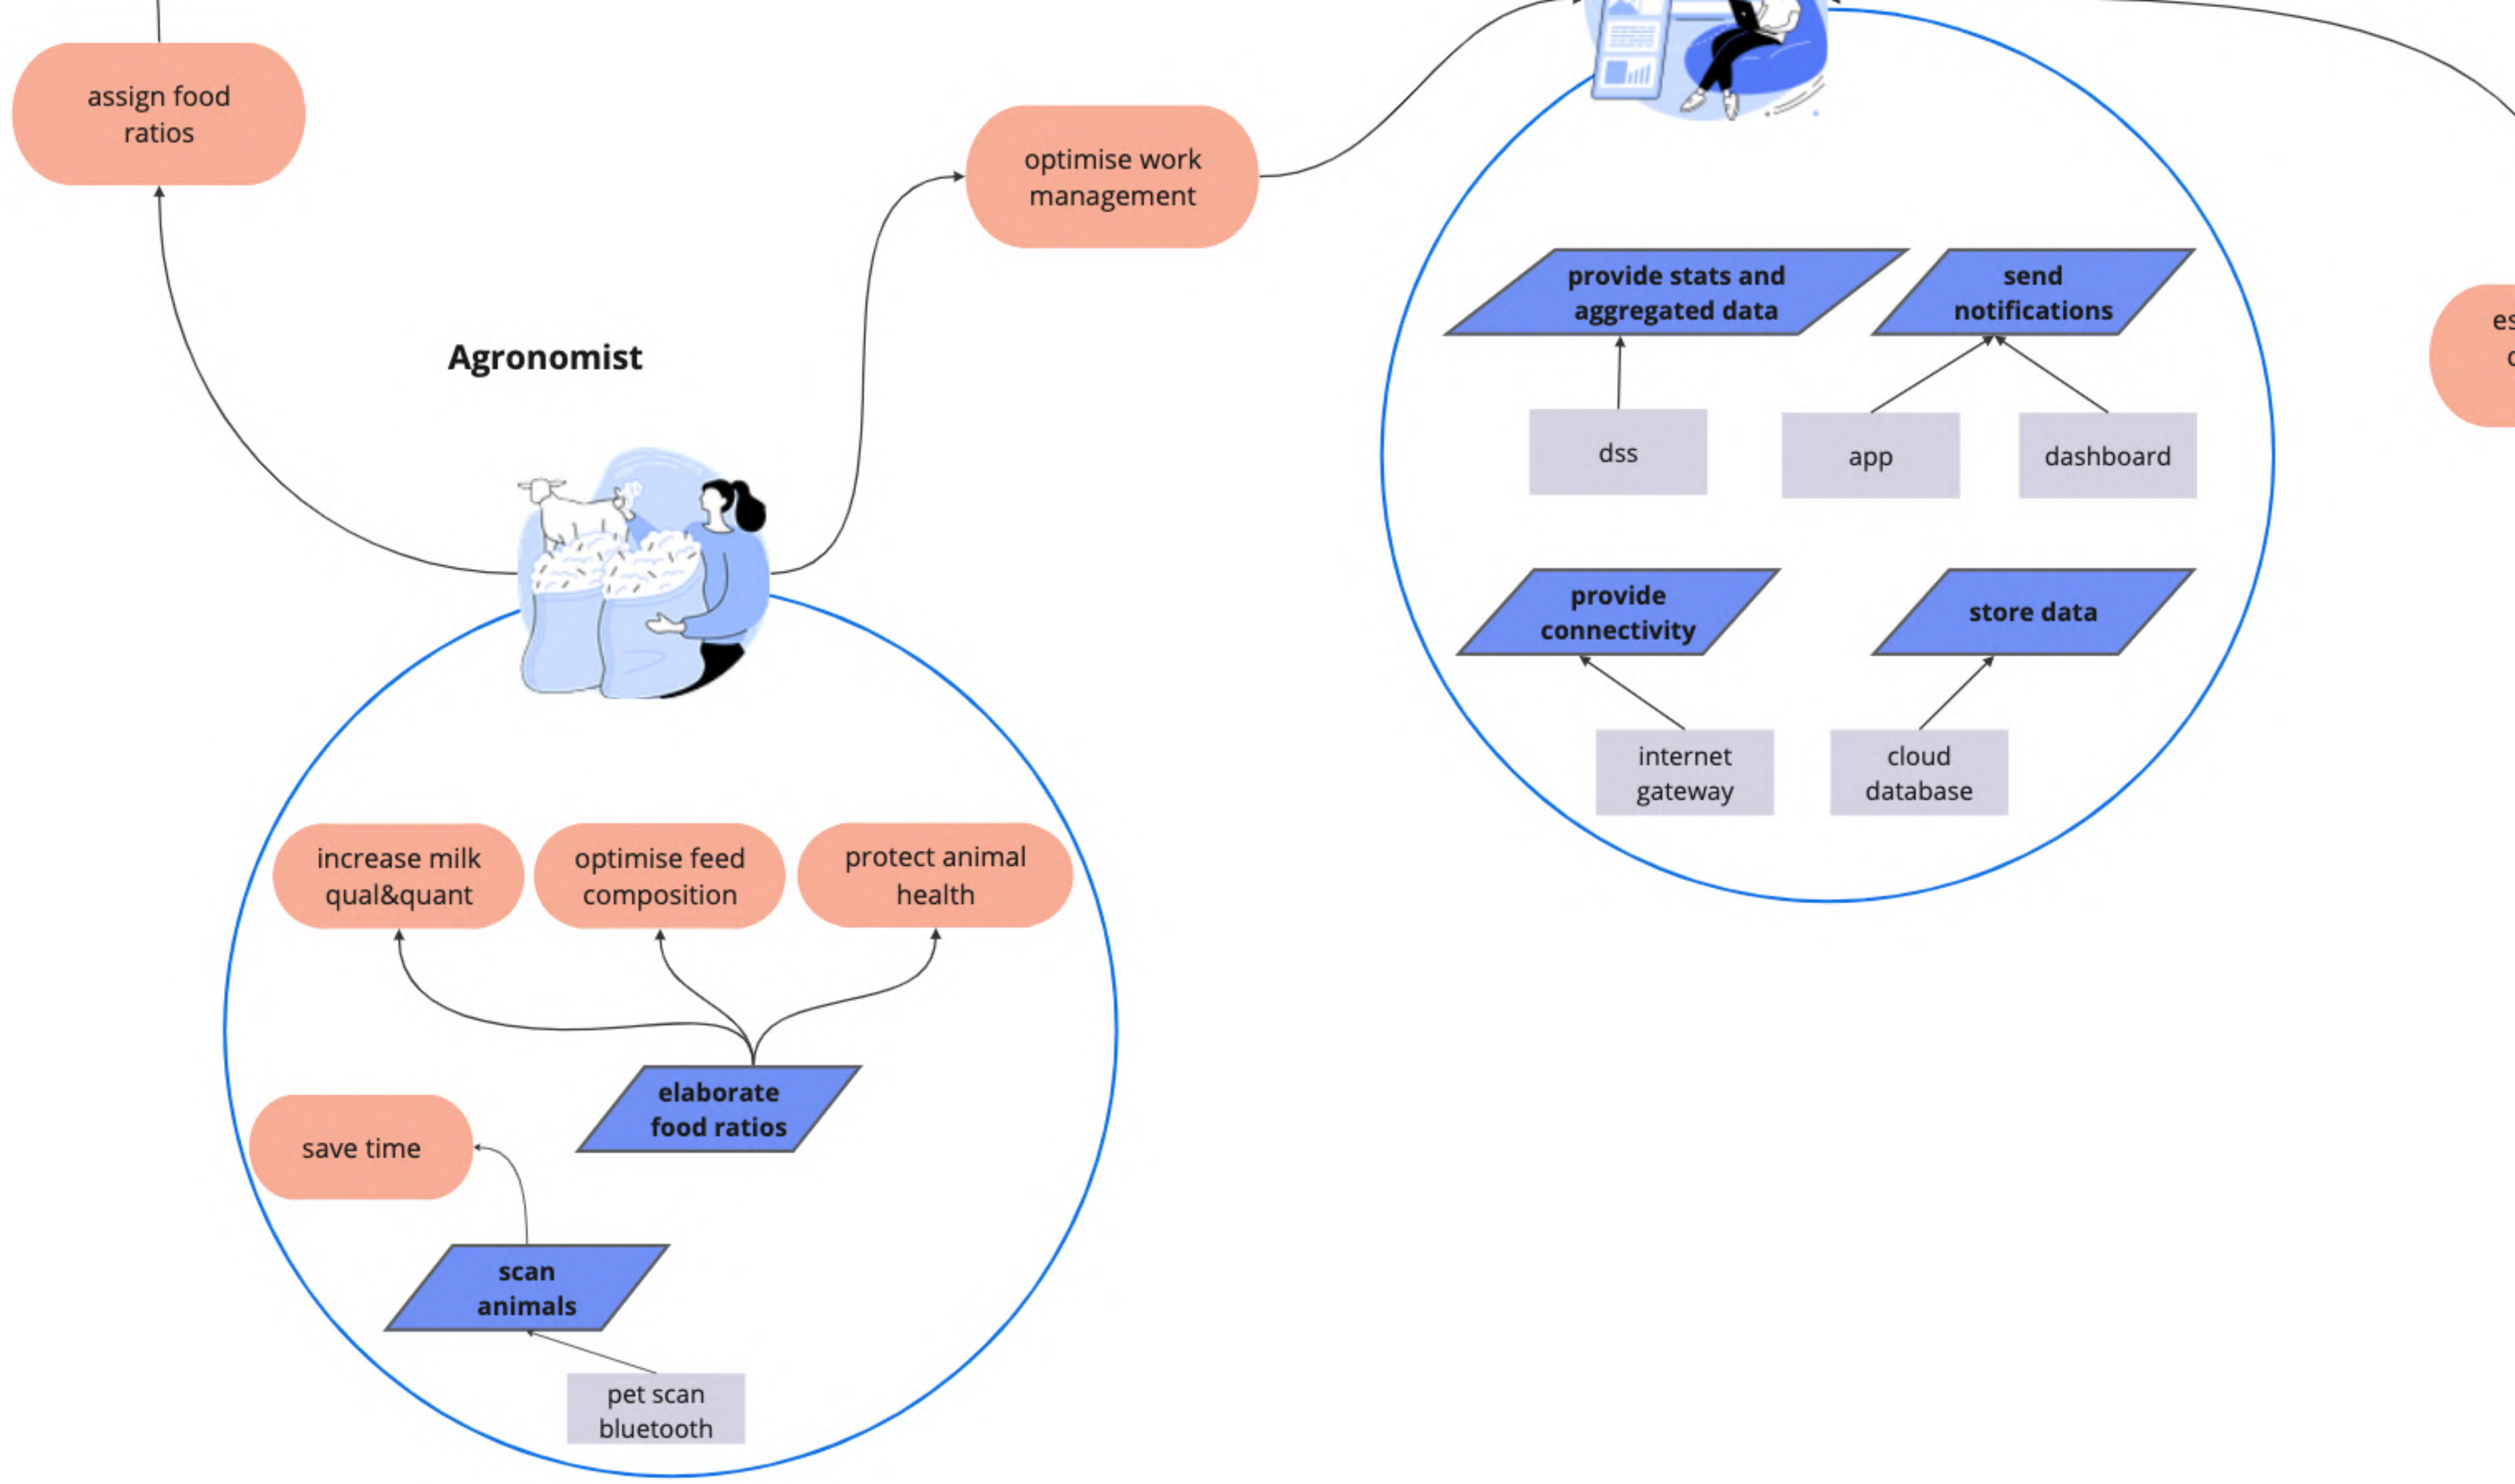 assign food
ratios
optimise work
management
Agronomist
provide stats and
aggregated data
send
notifications
dss
app
dashboard
provide
connectivity
store data
internet
gateway
cloud
database
increase milk
qual&quant
optimise feed
composition
protect animal
health
elaborate
food ratios
save time
scan
animals
pet scan
bluetooth